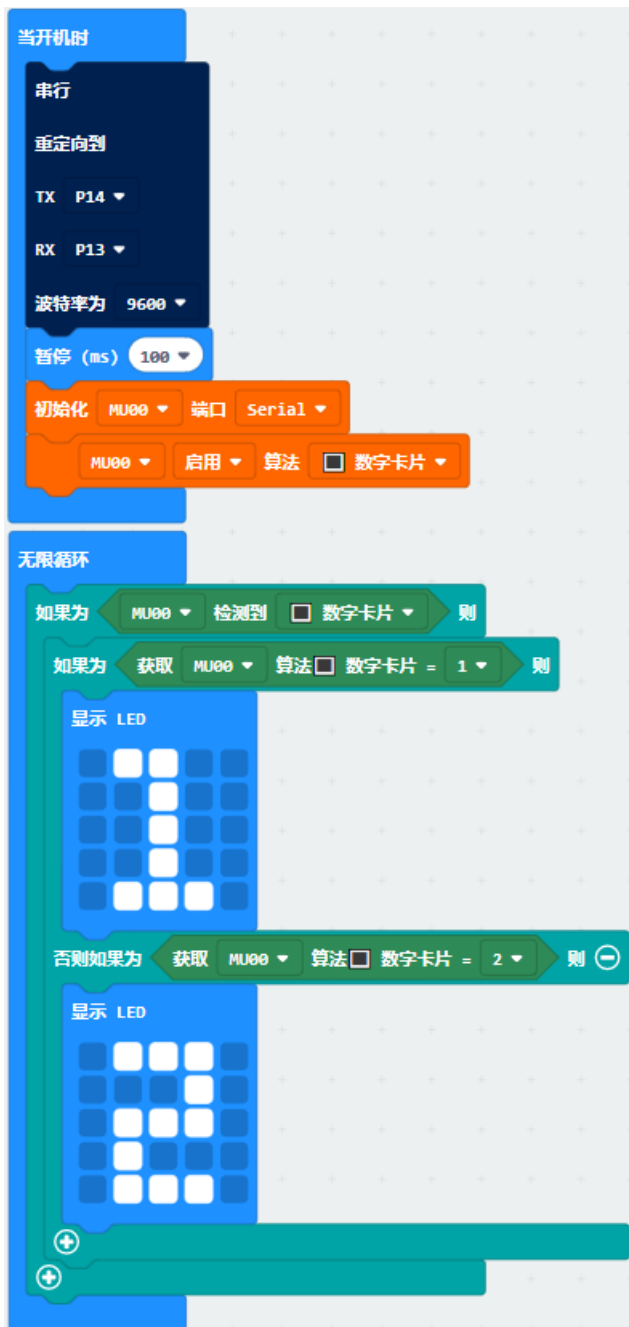 当开机时
串行
重定向到
TX P14
RX P13
波特率为 9600
暂停 (ms) 100
初始化 MU00 端口 Serial
MU00 启用 算法 数字卡片
无限循环
如果为 MU00 检测到 数字卡片 则
如果为 获取 MU00 算法 数字卡片 = 1 则
显示 LED
否则如果为 获取 MU00 算法 数字卡片 = 2 则
显示 LED